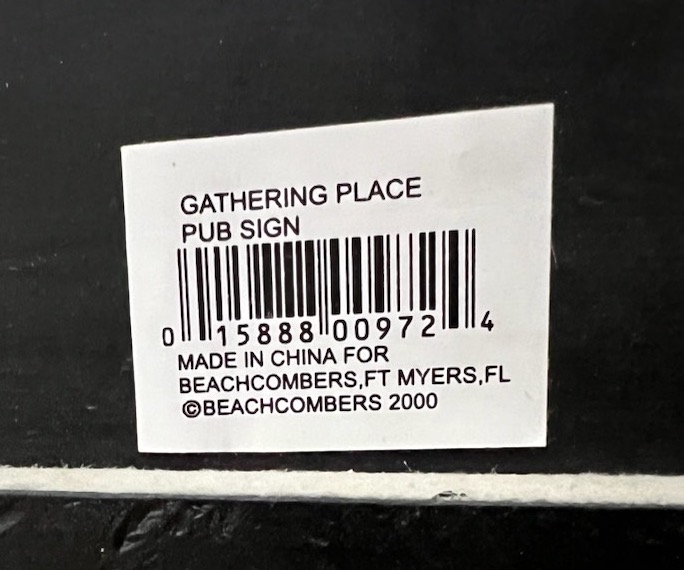 GATHERING PLACE
PUB SIGN
0 15888 00972 4
MADE IN CHINA FOR
BEACHCOMBERS,FT MYERS,FL
©BEACHCOMBERS 2000